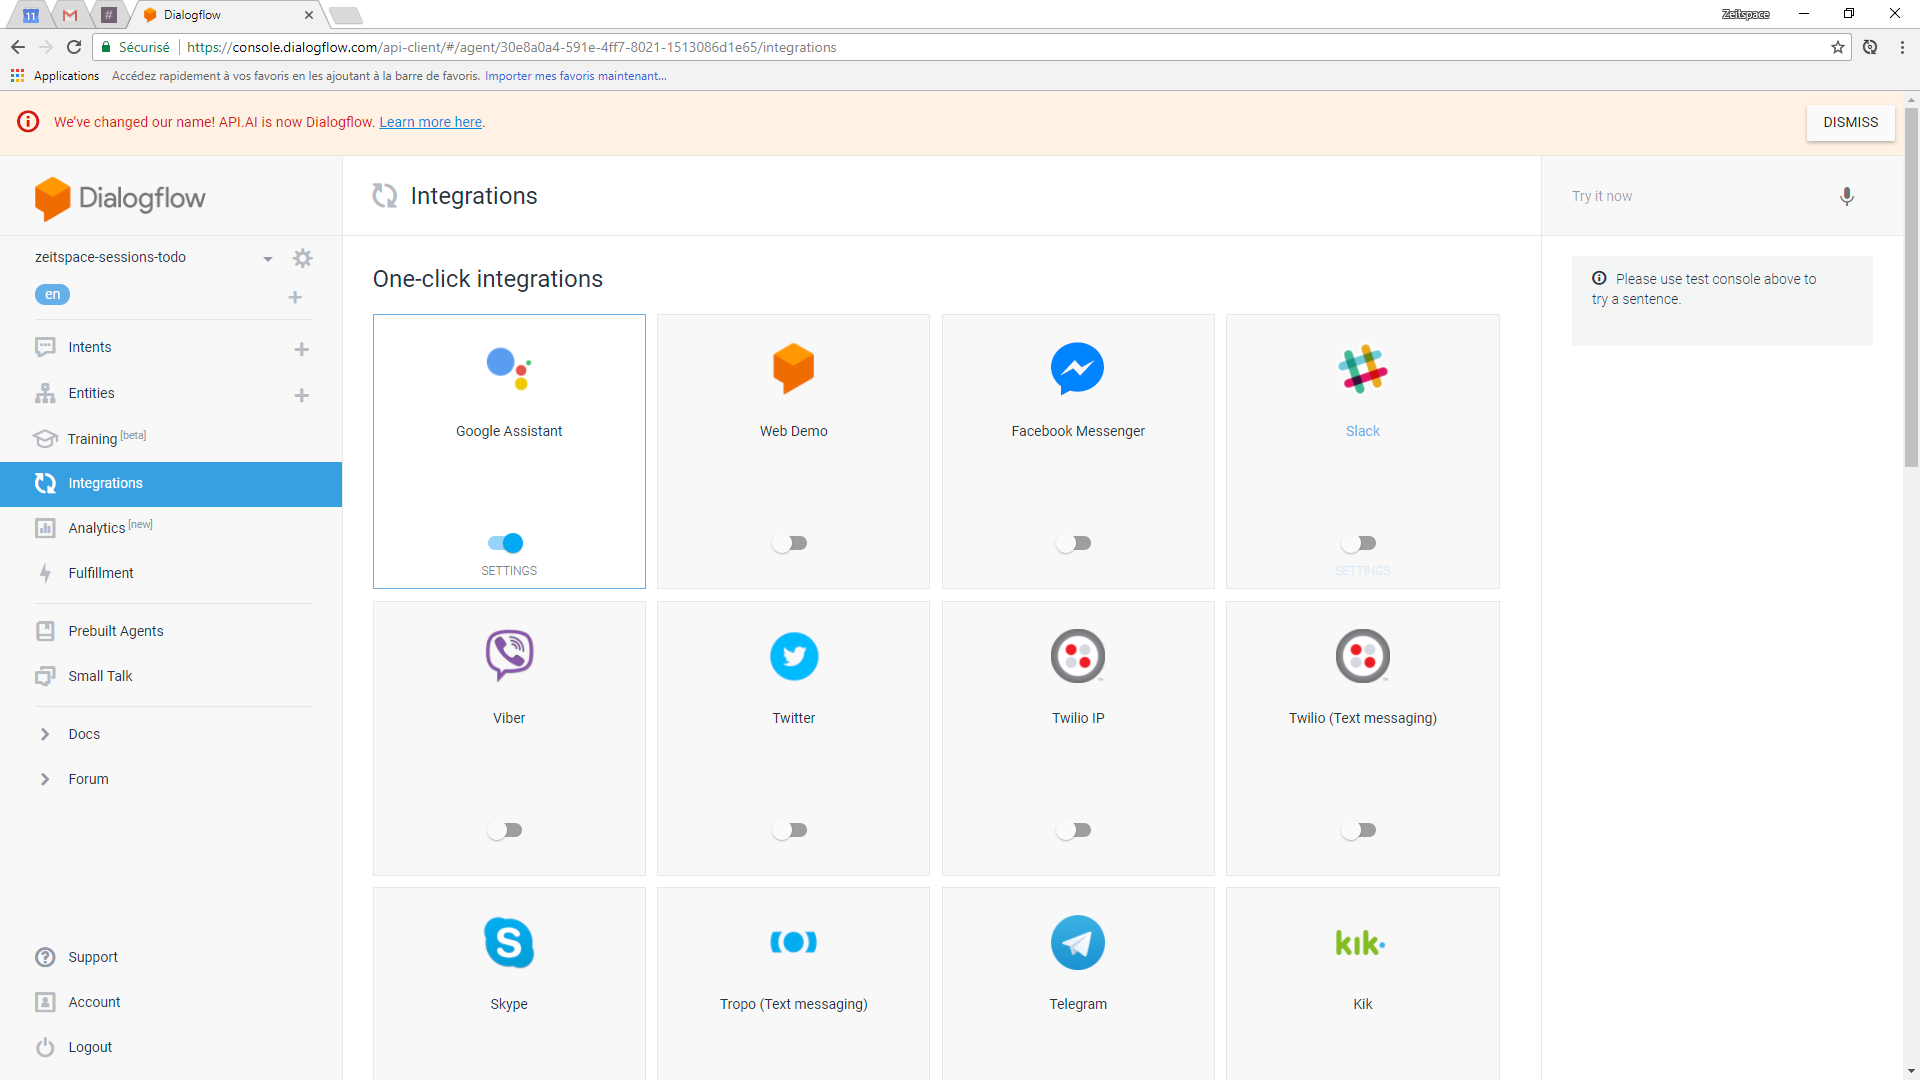 11
#
Dialogflow
Zeitspace
Sécurisé
https://console.dialogflow.com/api-client/#/agent/30e8a0a4-591e-4ff7-8021-1513086d1e65/integrations
Applications
Accédez rapidement à vos favoris en les ajoutant à la barre de favoris.
Importer mes favoris maintenant...
We've changed our name! API.AI is now Dialogflow. Learn more here.
DISMISS
Dialogflow
Integrations
Try it now
zeitspace-sessions-todo
en
Intents
Entities
Training [beta]
Integrations
Analytics [new]
Fulfillment
Prebuilt Agents
Small Talk
Docs
Forum
Support
Account
Logout
One-click integrations
Google Assistant
SETTINGS
Web Demo
Facebook Messenger
Slack
SETTINGS
Viber
Twitter
Twilio IP
Twilio (Text messaging)
Skype
Tropo (Text messaging)
Telegram
kik
Kik
Please use test console above to
try a sentence.